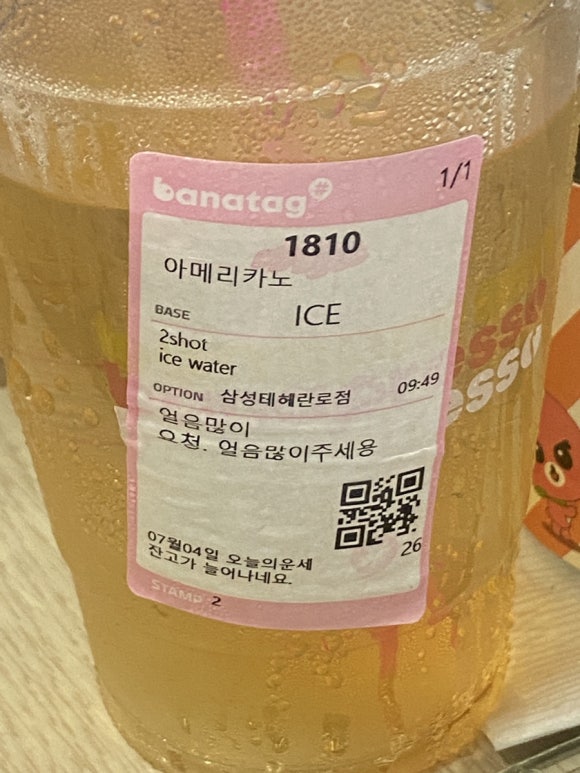 banatag#
1/1
1810
아메리카노
BASE ICE
2shot
ice water
OPTION 삼성테헤란로점 09:49
얼음많이
요청. 얼음많이주세용
26
07월04일 오늘의운세
잔고가 늘어나네요.
STAMP 2
esso
esso